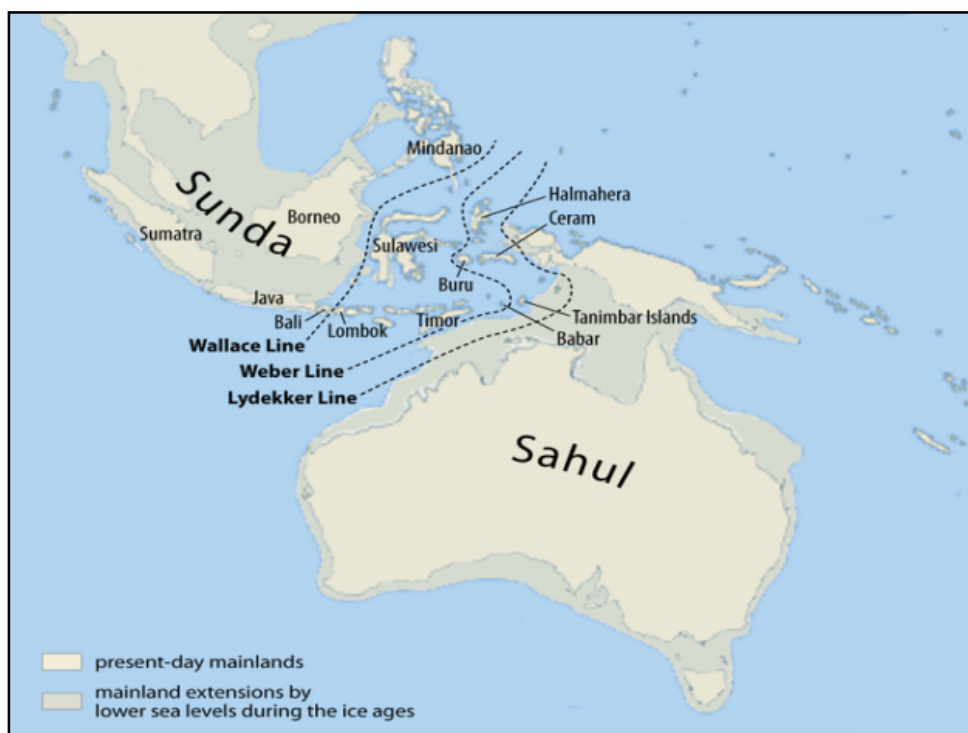 Mindanao
Halmahera
Ceram
Sunda
Borneo
Sumatra
Sulawesi
Buru
Java
Bali
Lombok
Timor
Tanimbar Islands
Babar
Wallace Line
Weber Line
Lydekker Line
Sahul
present-day mainlands
mainland extensions by
lower sea levels during the ice ages